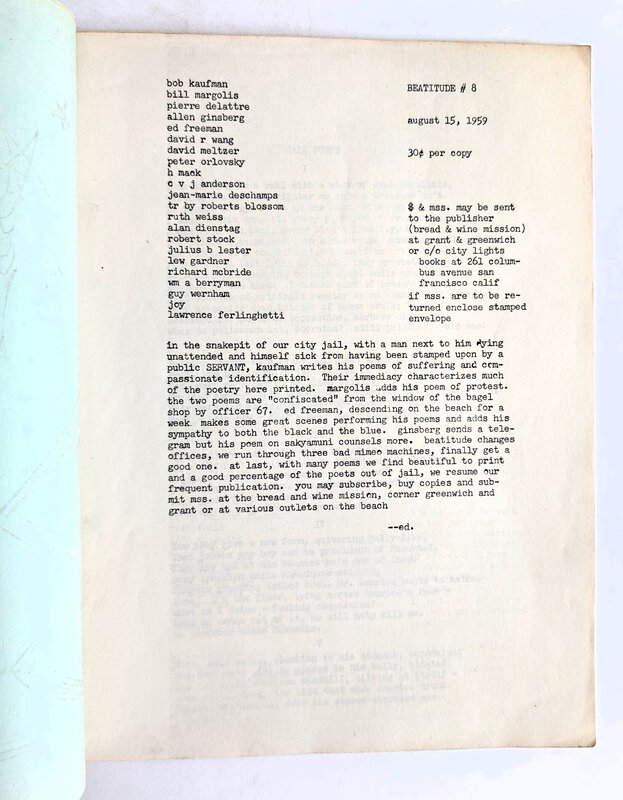 bob kaufman
bill margolis
pierre delattre
allen ginsberg
ed freeman
david r wang
david meltzer
peter orlovsky
h mack
c v j anderson
jean-marie deschamps
tr by roberts blossom
ruth weiss
alan dienstag
robert stock
julius b lester
lew gardner
richard mcbride
wm a berryman
guy wernham
joy
lawrence ferlinghetti
BEATITUDE # 8
august 15, 1959
30¢ per copy
$ & mss. may be sent
to the publisher
(bread & wine mission)
at grant & greenwich
or c/o city lights
books at 261 colum-
bus avenue san
francisco calif
if mss. are to be re-
turned enclose stamped
envelope
in the snakepit of our city jail, with a man next to him dying
unattended and himself sick from having been stamped upon by a
public SERVANT, kaufman writes his poems of suffering and com-
passionate identification. Their immediacy characterizes much
of the poetry here printed. margolis adds his poem of protest.
the two poems are "confiscated" from the window of the bagel
shop by officer 67. ed freeman, descending on the beach for a
week makes some great scenes performing his poems and adds his
sympathy to both the black and the blue. ginsberg sends a tele-
gram but his poem on sakyamuni counsels more. beatitude changes
offices, we run through three bad mimeo machines, finally get a
good one. at last, with many poems we find beautiful to print
and a good percentage of the poets out of jail, we resume our
frequent publication. you may subscribe, buy copies and sub-
mit mss. at the bread and wine mission, corner greenwich and
grant or at various outlets on the beach
--ed.